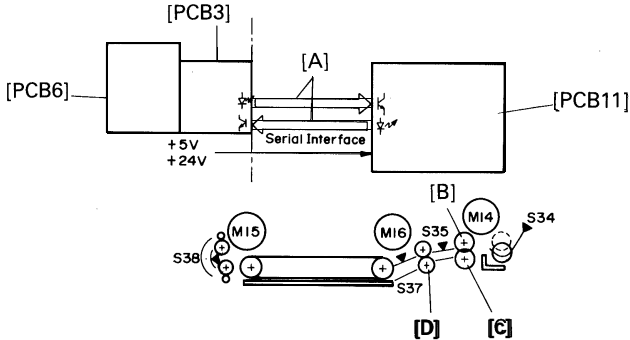 [PCB3]
[A]
[PCB6]
[PCB11]
Serial Interface
+5V
+24V
[B]
M15
M16
S35
M14
S34
S38
S37
[D]
[C]